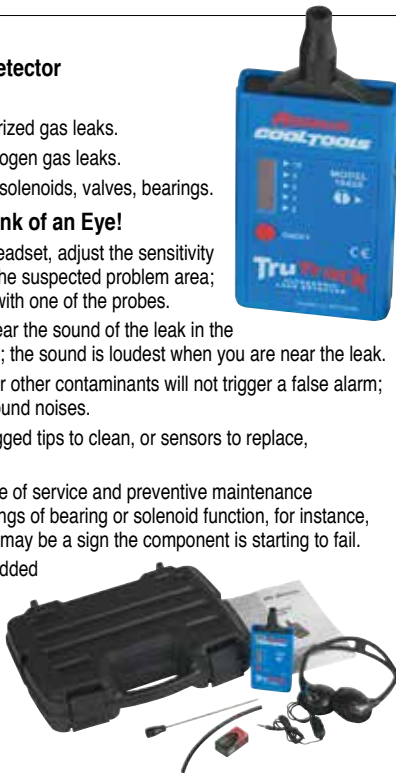 etector
rized gas leaks.
ogen gas leaks.
solenoids, valves, bearings.
nk of an Eye!
eadset, adjust the sensitivity
he suspected problem area;
with one of the probes.
ear the sound of the leak in the
; the sound is loudest when you are near the leak.
r other contaminants will not trigger a false alarm;
ound noises.
gged tips to clean, or sensors to replace,
e of service and preventive maintenance
ngs of bearing or solenoid function, for instance,
may be a sign the component is starting to fail.
dded
COOLTOOLS
MODEL
ON/OFF
CE
TruTrack